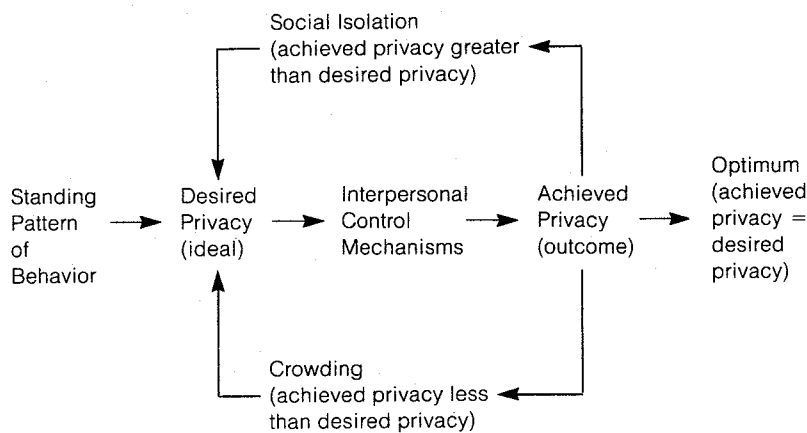 Social Isolation
(achieved privacy greater
than desired privacy)
Standing
Pattern
of
Behavior
Desired
Privacy
(ideal)
Interpersonal
Control
Mechanisms
Achieved
Privacy
(outcome)
Optimum
(achieved
privacy =
desired
privacy)
Crowding
(achieved privacy less
than desired privacy)